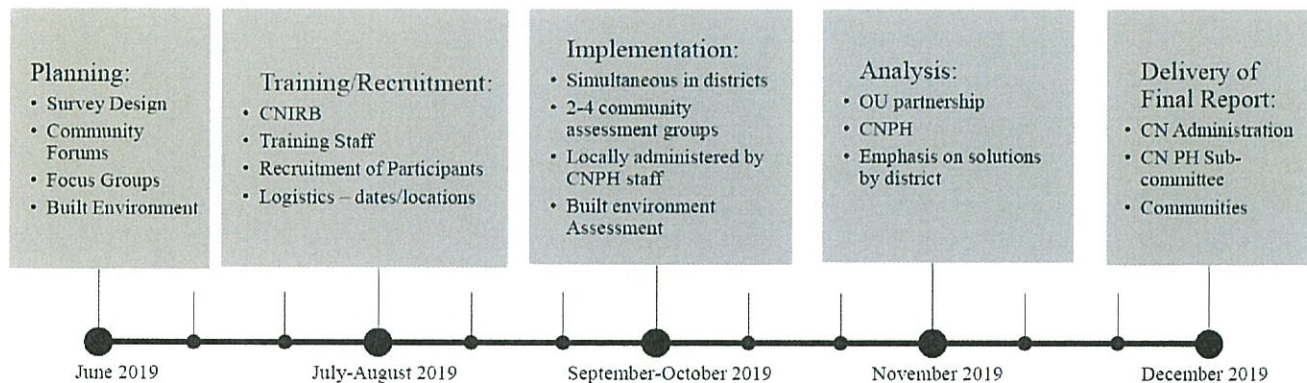 Planning:
• Survey Design
• Community
Forums
• Focus Groups
• Built Environment
Training/Recruitment:
• CNIRB
• Training Staff
• Recruitment of Participants
• Logistics – dates/locations
Implementation:
• Simultaneous in districts
• 2-4 community
assessment groups
• Locally administered by
CNPH staff
• Built environment
Assessment
Analysis:
• OU partnership
• CNPH
• Emphasis on solutions
by district
Delivery of
Final Report:
• CN Administration
• CN PH Sub-
committee
• Communities
June 2019
July-August 2019
September-October 2019
November 2019
December 2019